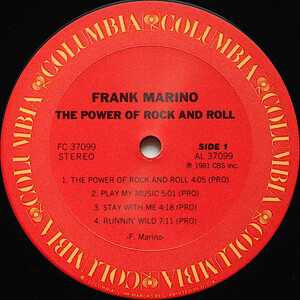 COLUMBIA COLUMBIA COLUMBIA COLUMBIA COLUMBIA COLUMBIA
FRANK MARINO
THE POWER OF ROCK AND ROLL
FC 37099
STEREO
SIDE 1
AL 37099
℗ 1981 CBS Inc.
1. THE POWER OF ROCK AND ROLL 4:05 (PRO)
2. PLAY MY MUSIC 5:01 (PRO)
3. STAY WITH ME 4:18 (PRO)
4. RUNNIN' WILD 7:11 (PRO)
-F. Marino-